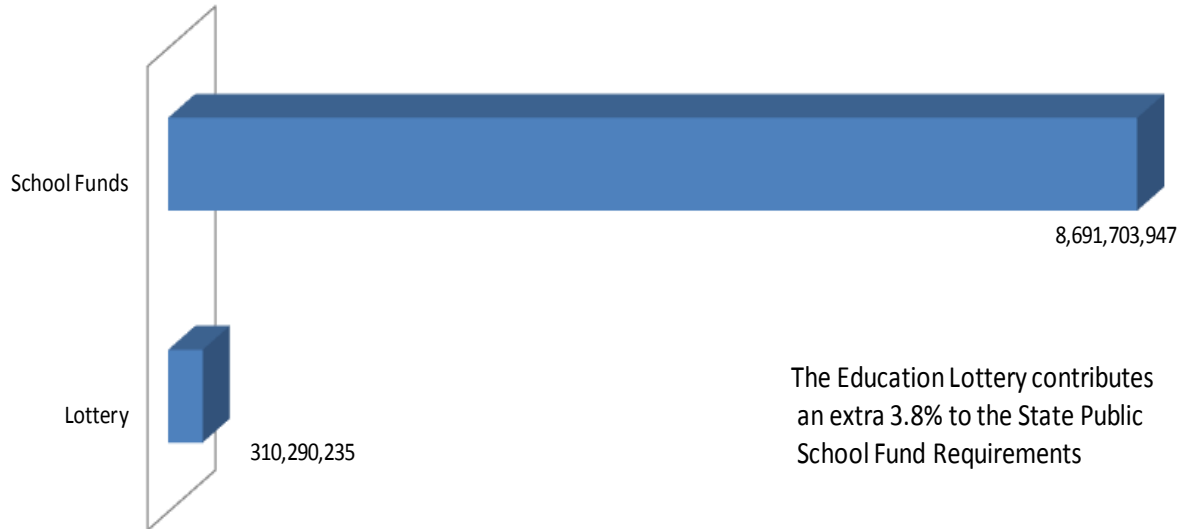 School Funds
8,691,703,947
Lottery
310,290,235
The Education Lottery contributes
an extra 3.8% to the State Public
School Fund Requirements